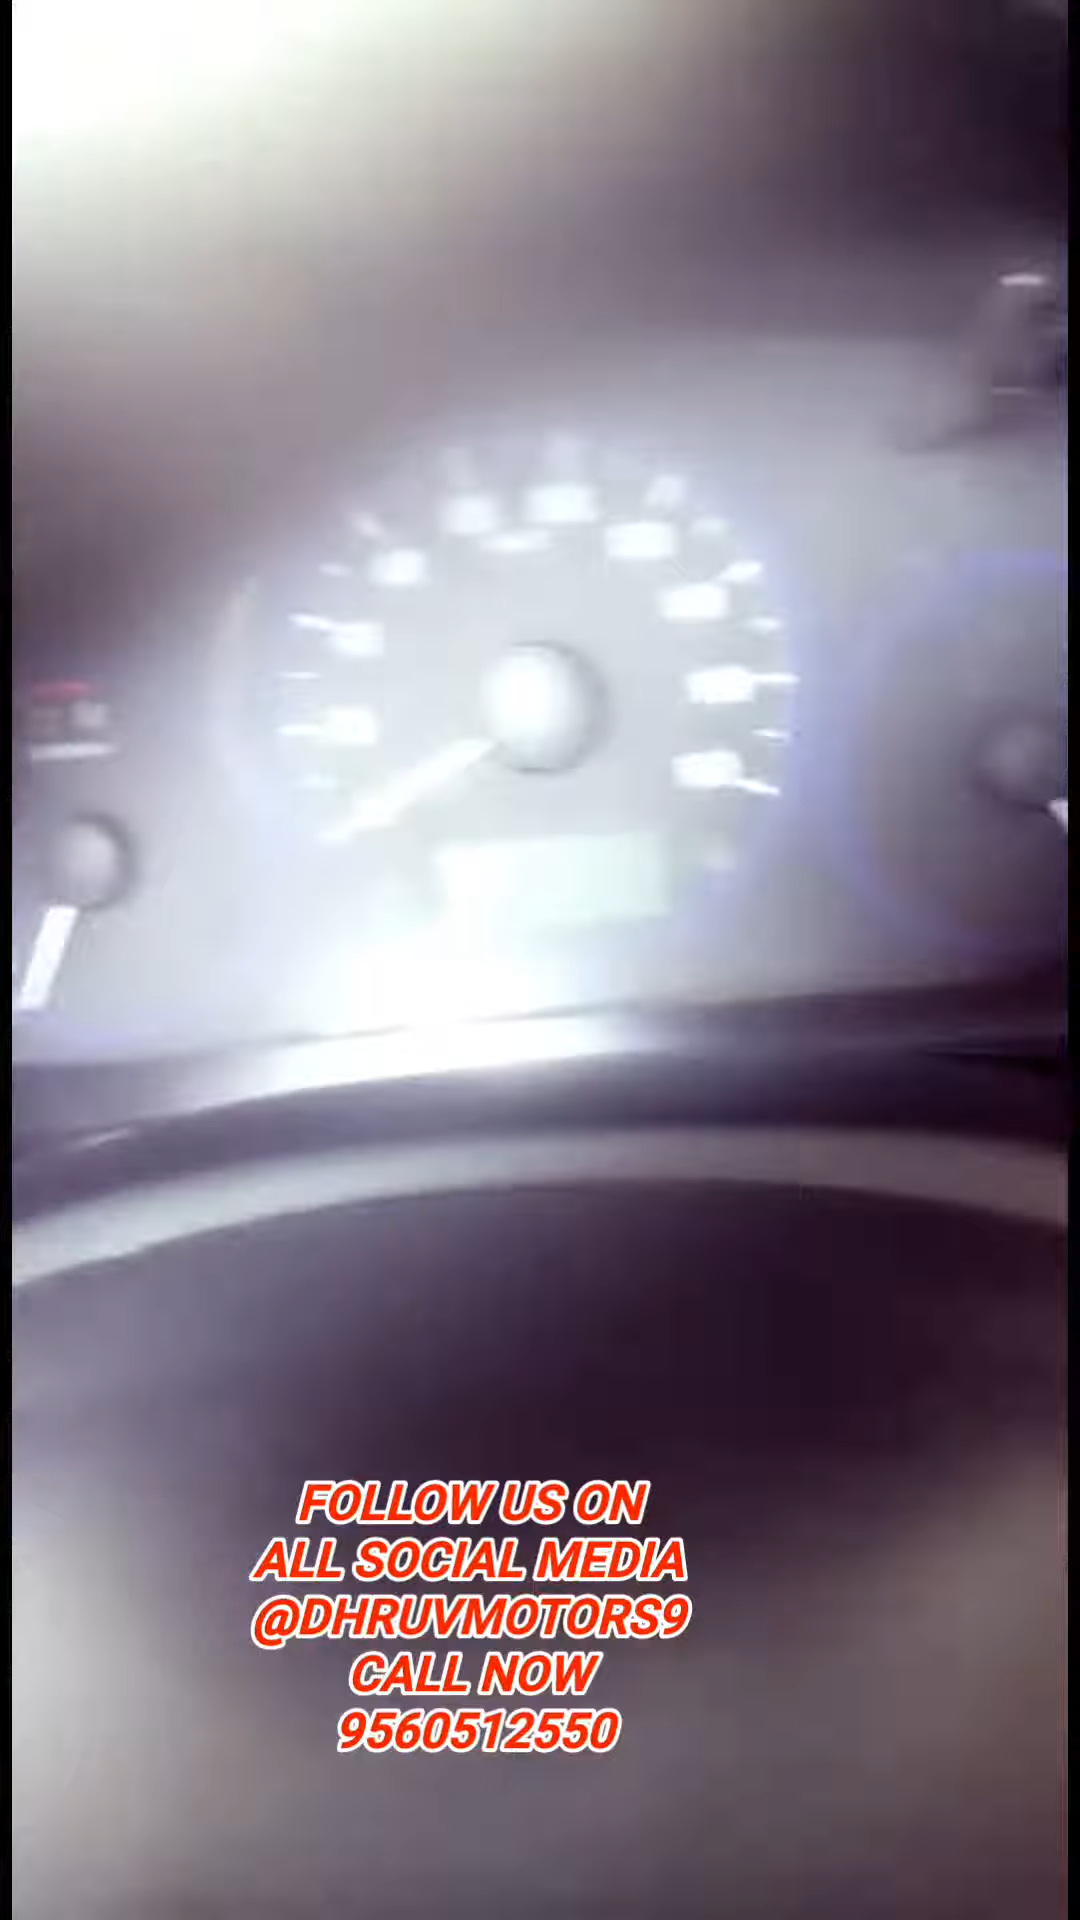 FOLLOW US ON
ALL SOCIAL MEDIA
@DHRUVMOTORS9
CALL NOW
9560512550